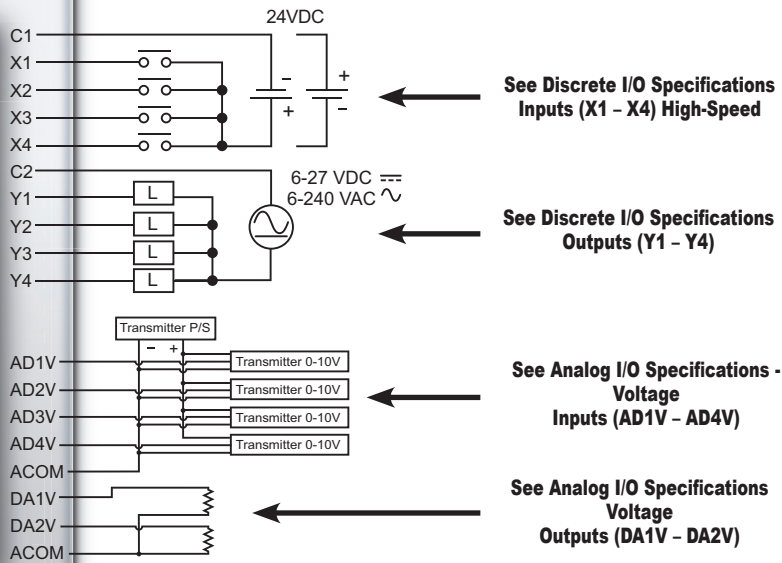 24VDC
C1
X1
X2
X3
X4
− +
+ −
See Discrete I/O Specifications
Inputs (X1 – X4) High-Speed
C2
Y1 L
Y2 L
Y3 L
Y4 L
6-27 VDC
6-240 VAC
See Discrete I/O Specifications
Outputs (Y1 – Y4)
Transmitter P/S
− +
AD1V Transmitter 0-10V
AD2V Transmitter 0-10V
AD3V Transmitter 0-10V
AD4V Transmitter 0-10V
ACOM
See Analog I/O Specifications -
Voltage
Inputs (AD1V – AD4V)
DA1V
DA2V
ACOM
See Analog I/O Specifications
Voltage
Outputs (DA1V – DA2V)